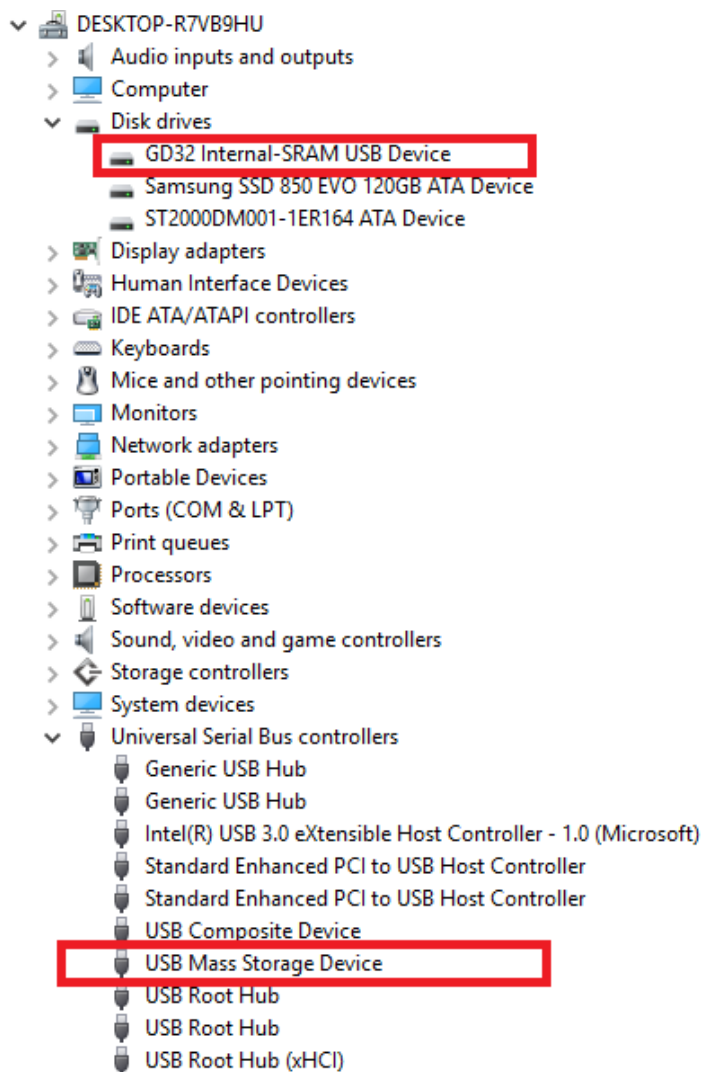 DESKTOP-R7VB9HU
Audio inputs and outputs
Computer
Disk drives
GD32 Internal-SRAM USB Device
Samsung SSD 850 EVO 120GB ATA Device
ST2000DM001-1ER164 ATA Device
Display adapters
Human Interface Devices
IDE ATA/ATAPI controllers
Keyboards
Mice and other pointing devices
Monitors
Network adapters
Portable Devices
Ports (COM & LPT)
Print queues
Processors
Software devices
Sound, video and game controllers
Storage controllers
System devices
Universal Serial Bus controllers
Generic USB Hub
Generic USB Hub
Intel(R) USB 3.0 eXtensible Host Controller - 1.0 (Microsoft)
Standard Enhanced PCI to USB Host Controller
Standard Enhanced PCI to USB Host Controller
USB Composite Device
USB Mass Storage Device
USB Root Hub
USB Root Hub
USB Root Hub (xHCI)